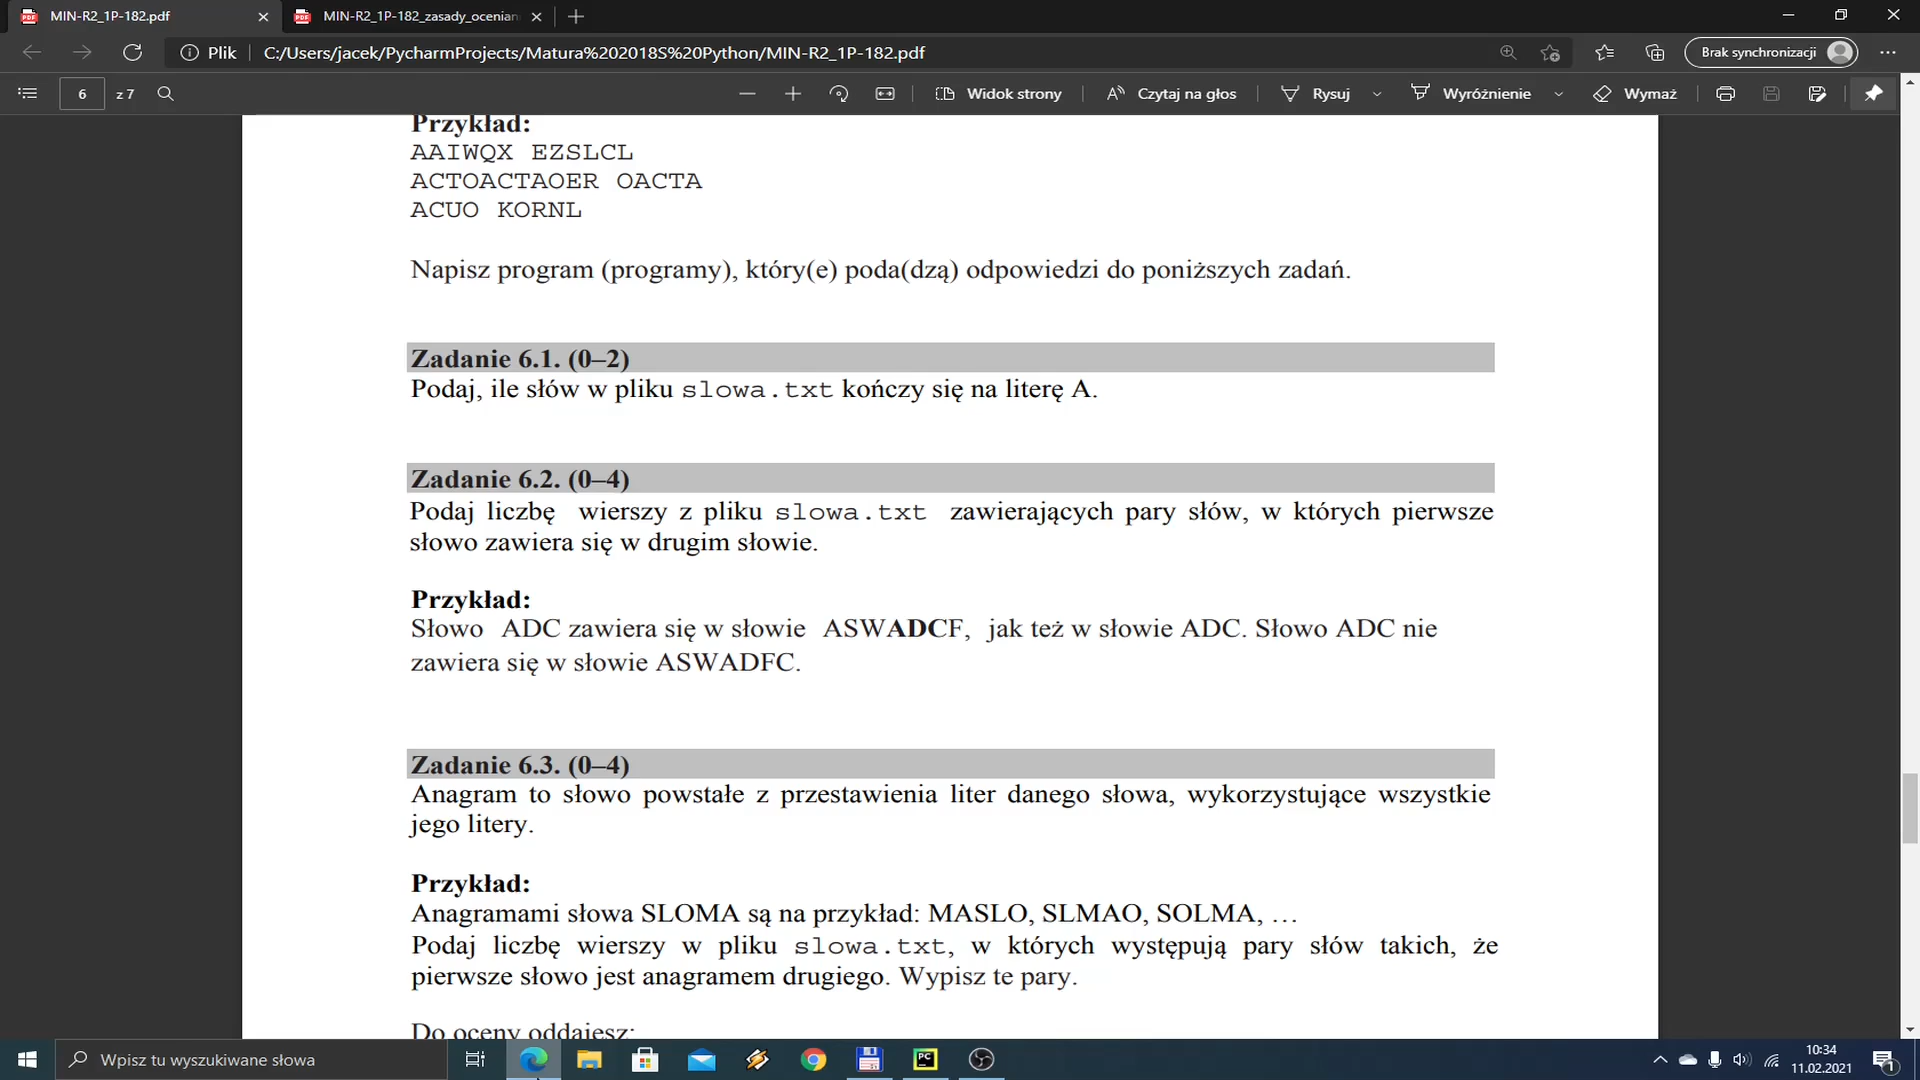 MIN-R2_1P-182.pdf
MIN-R2_1P-182_zasady_ocenian
Plik
C:/Users/jacek/PycharmProjects/Matura%202018S%20Python/MIN-R2_1P-182.pdf
Brak synchronizacji
6 z 7
Widok strony
Czytaj na głos
Rysuj
Wyróżnienie
Wymaż
Przykład:
AAIWQX EZSLCL
ACTOACTAOER OACTA
ACUO KORNL
Napisz program (programy), który(e) poda(dzą) odpowiedzi do poniższych zadań.
Zadanie 6.1. (0–2)
Podaj, ile słów w pliku slowa.txt kończy się na literę A.
Zadanie 6.2. (0–4)
Podaj liczbę wierszy z pliku slowa.txt zawierających pary słów, w których pierwsze
słowo zawiera się w drugim słowie.
Przykład:
Słowo ADC zawiera się w słowie ASWADCF, jak też w słowie ADC. Słowo ADC nie
zawiera się w słowie ASWADFC.
Zadanie 6.3. (0–4)
Anagram to słowo powstałe z przestawienia liter danego słowa, wykorzystujące wszystkie
jego litery.
Przykład:
Anagramami słowa SLOMA są na przykład: MASLO, SLMAO, SOLMA, …
Podaj liczbę wierszy w pliku slowa.txt, w których występują pary słów takich, że
pierwsze słowo jest anagramem drugiego. Wypisz te pary.
Do oceny oddajesz:
Wpisz tu wyszukiwane słowa
PC
10:34
11.02.2021
1